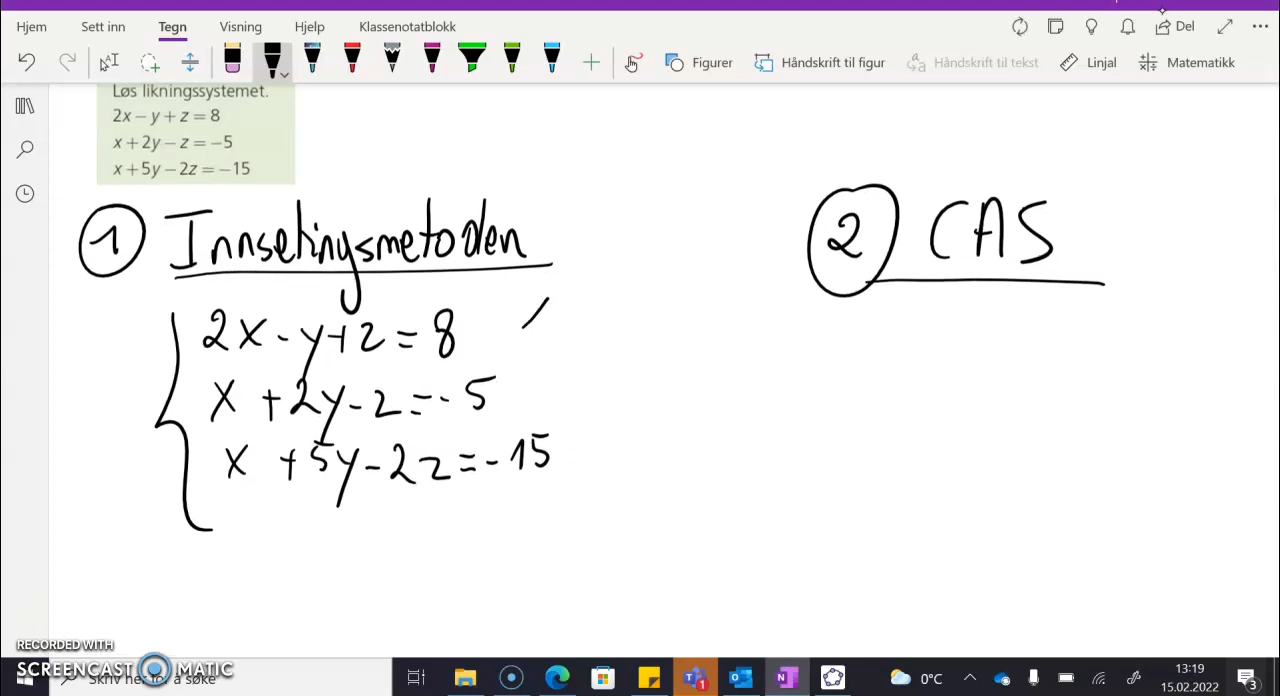 Hjem Sett inn Tegn Visning Hjelp Klassenotatblokk Del
Figurer Håndskrift til figur Håndskrift til tekst Linjal Matematikk
Løs likningssystemet.
2x − y + z = 8
x + 2y − z = −5
x + 5y − 2z = −15
1 Innsetingsmetoden
2 CAS
2x - y + z = 8
x + 2y - z = - 5
x + 5y - 2z = - 15
RECORDED WITH
SCREENCAST MATIC
Skriv her for å søke
0°C
13:19
15.02.2022
3
1